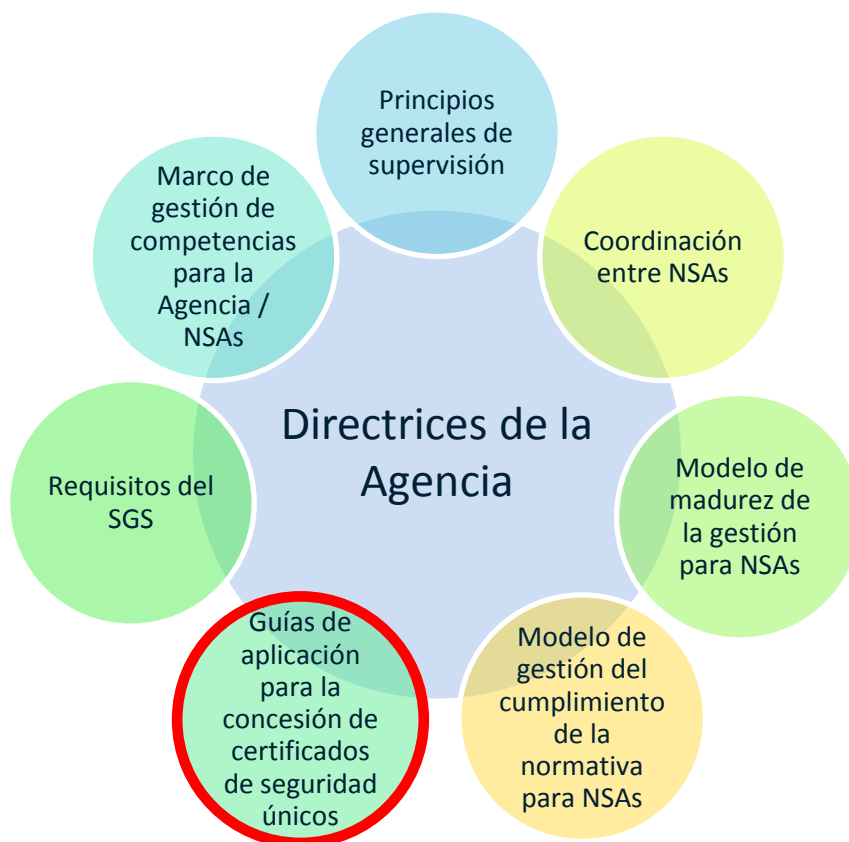 Principios
generales de
supervisión
Marco de
gestión de
competencias
para la
Agencia /
NSAs
Coordinación
entre NSAs
Directrices de la
Agencia
Requisitos del
SGS
Modelo de
madurez de
la gestión
para NSAs
Guías de
aplicación
para la
concesión de
certificados
de seguridad
únicos
Modelo de
gestión del
cumplimiento
de la
normativa
para NSAs